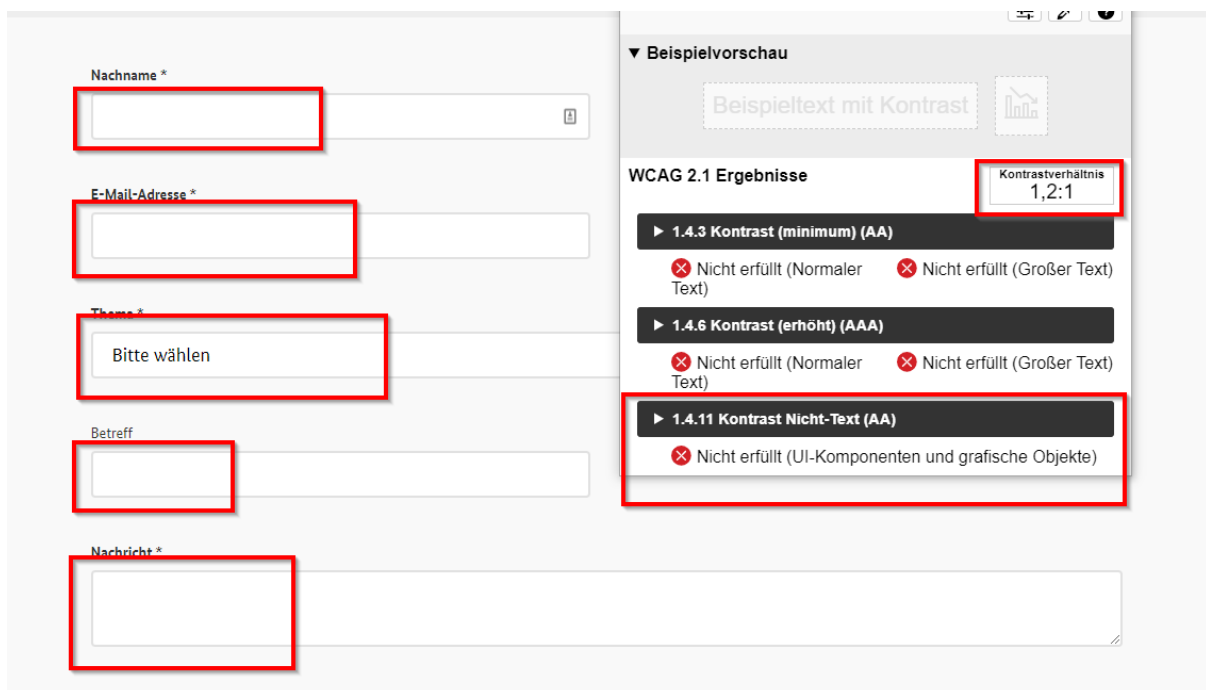 Nachname *
E-Mail-Adresse *
Thema *
Bitte wählen
Betreff
Nachricht *
▼ Beispielvorschau
Beispieltext mit Kontrast
WCAG 2.1 Ergebnisse
Kontrastverhältnis
1,2:1
► 1.4.3 Kontrast (minimum) (AA)
Nicht erfüllt (Normaler Nicht erfüllt (Großer Text)
Text)
► 1.4.6 Kontrast (erhöht) (AAA)
Nicht erfüllt (Normaler Nicht erfüllt (Großer Text)
Text)
► 1.4.11 Kontrast Nicht-Text (AA)
Nicht erfüllt (UI-Komponenten und grafische Objekte)